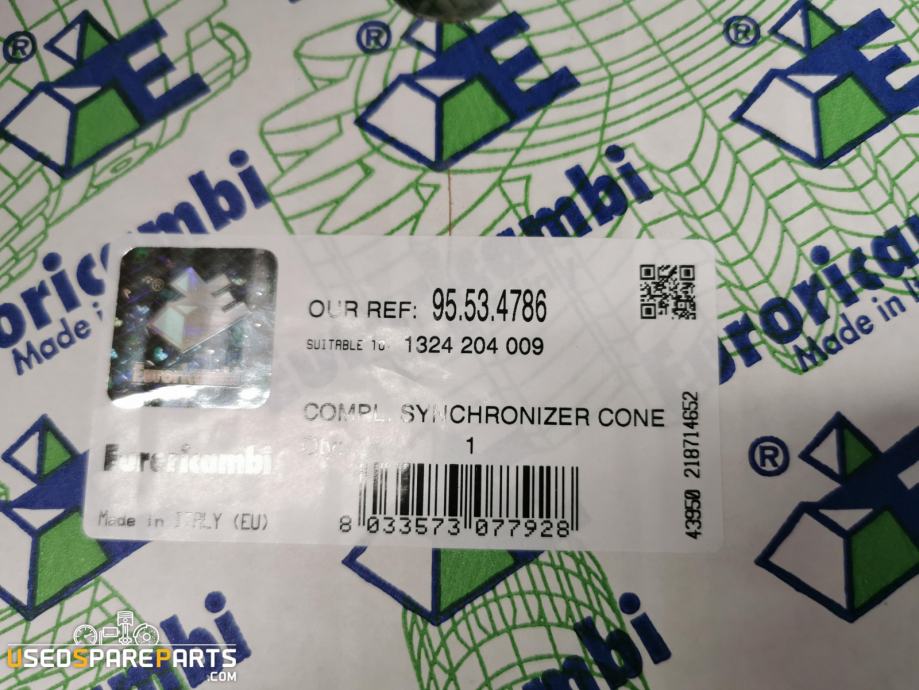 ®
®
®
Euroricambi
Made in
OUR REF: 95.53.4786
SUITABLE TO: 1324 204 009
COMPL. SYNCHRONIZER CONE
1
Euroricambi
Made in ITALY (EU)
8 033573 077928
43950 218714652
Euroricambi
Made in
®
USEDSPAREPARTS
.COM